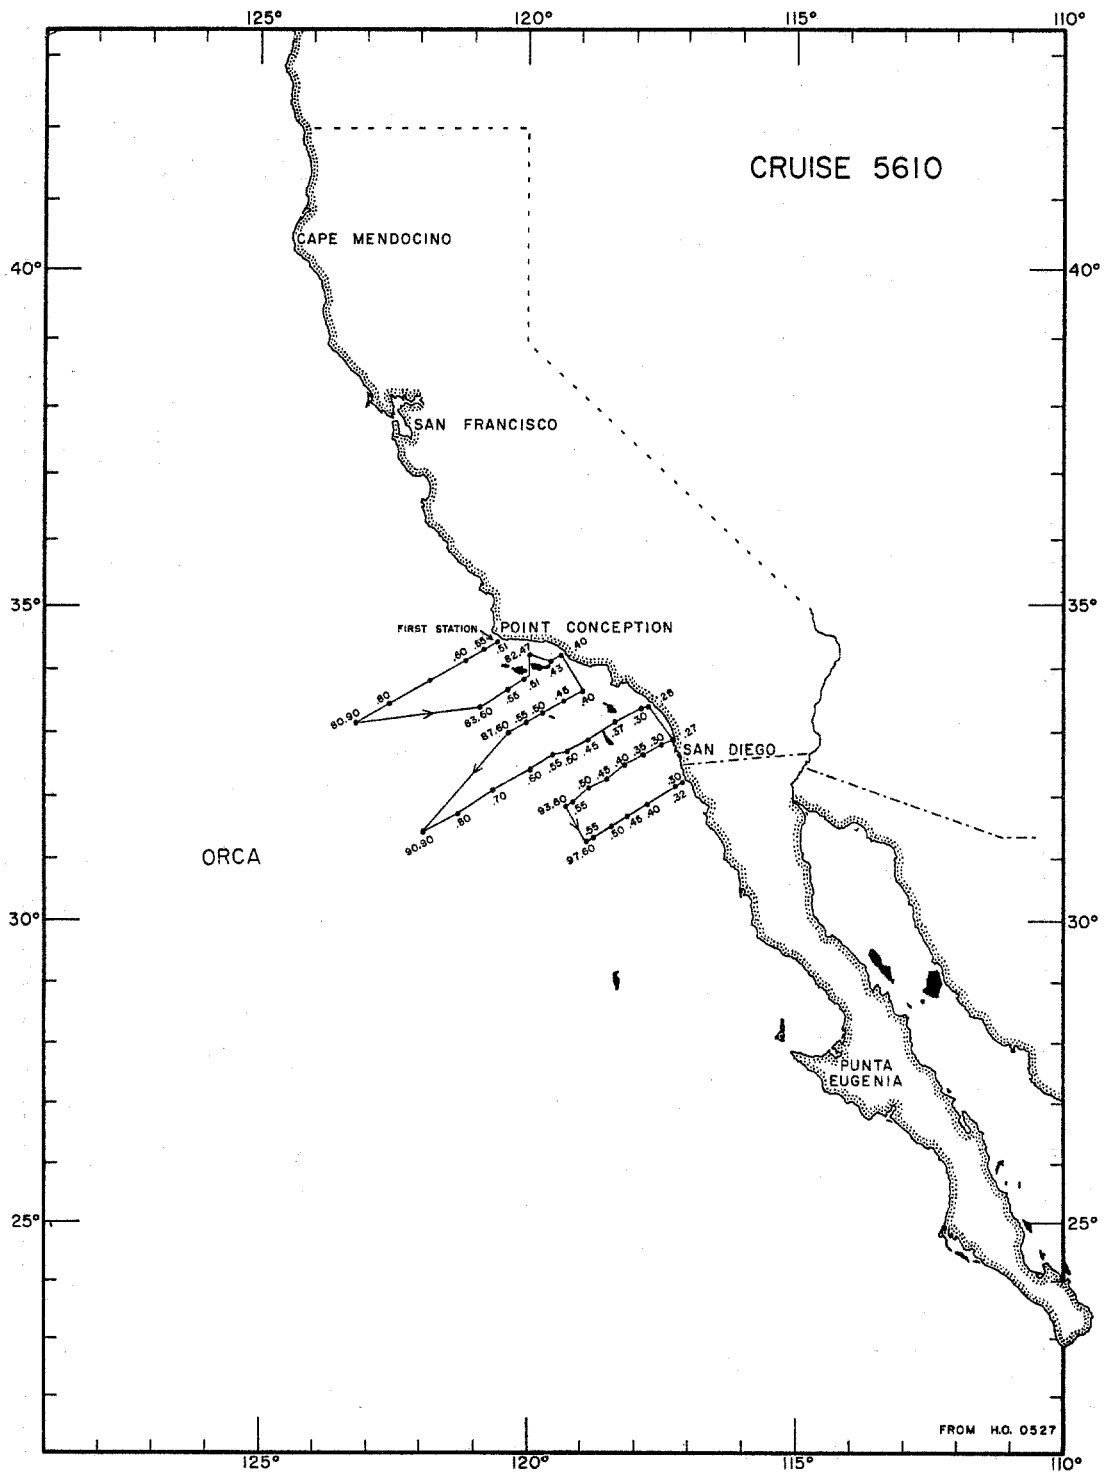 125° 120° 115° 110°
CRUISE 5610
CAPE MENDOCINO
40° 40°
SAN FRANCISCO
35° 35°
FIRST STATION
POINT CONCEPTION
.60 .55 .51
82.47 .43 .40
.80
80.90
83.60 .55 .51
87.60 .55 .50 .45 .40
.28
.27
SAN DIEGO
90.90 .80 .70 .60 .55 .50 .45 .37 .30
93.60 .55 .50 .45 .40 .35 .30
97.60 .55 .50 .45 .40 .32 .30
ORCA
30° 30°
PUNTA
EUGENIA
25° 25°
FROM H.O. 0527
125° 120° 115° 110°